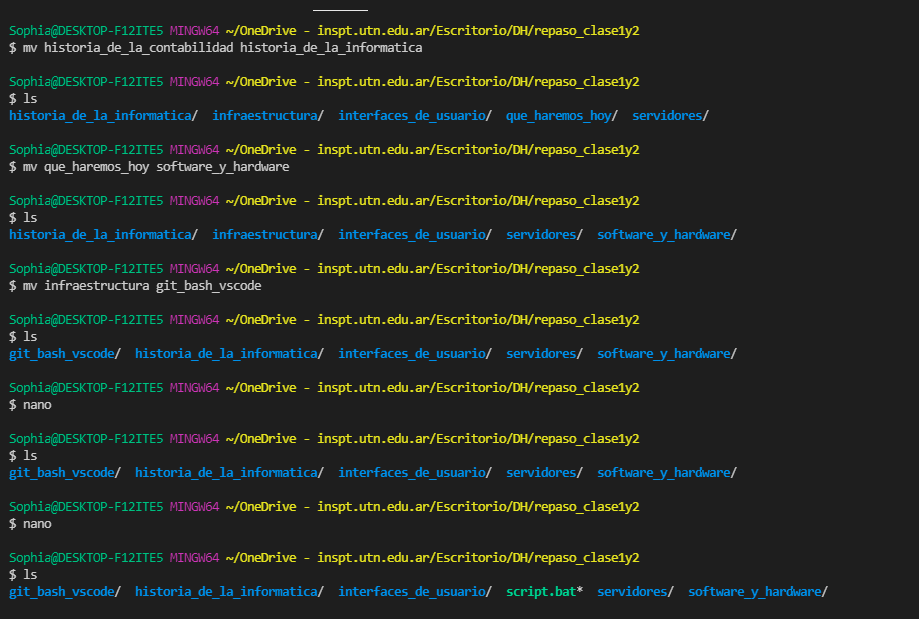 Sophia@DESKTOP-F12ITE5 MINGW64 ~/OneDrive - inspt.utn.edu.ar/Escritorio/DH/repaso_clase1y2
$ mv historia_de_la_contabilidad historia_de_la_informatica
Sophia@DESKTOP-F12ITE5 MINGW64 ~/OneDrive - inspt.utn.edu.ar/Escritorio/DH/repaso_clase1y2
$ ls
historia_de_la_informatica/  infraestructura/  interfaces_de_usuario/  que_haremos_hoy/  servidores/
Sophia@DESKTOP-F12ITE5 MINGW64 ~/OneDrive - inspt.utn.edu.ar/Escritorio/DH/repaso_clase1y2
$ mv que_haremos_hoy software_y_hardware
Sophia@DESKTOP-F12ITE5 MINGW64 ~/OneDrive - inspt.utn.edu.ar/Escritorio/DH/repaso_clase1y2
$ ls
historia_de_la_informatica/  infraestructura/  interfaces_de_usuario/  servidores/  software_y_hardware/
Sophia@DESKTOP-F12ITE5 MINGW64 ~/OneDrive - inspt.utn.edu.ar/Escritorio/DH/repaso_clase1y2
$ mv infraestructura git_bash_vscode
Sophia@DESKTOP-F12ITE5 MINGW64 ~/OneDrive - inspt.utn.edu.ar/Escritorio/DH/repaso_clase1y2
$ ls
git_bash_vscode/  historia_de_la_informatica/  interfaces_de_usuario/  servidores/  software_y_hardware/
Sophia@DESKTOP-F12ITE5 MINGW64 ~/OneDrive - inspt.utn.edu.ar/Escritorio/DH/repaso_clase1y2
$ nano
Sophia@DESKTOP-F12ITE5 MINGW64 ~/OneDrive - inspt.utn.edu.ar/Escritorio/DH/repaso_clase1y2
$ ls
git_bash_vscode/  historia_de_la_informatica/  interfaces_de_usuario/  servidores/  software_y_hardware/
Sophia@DESKTOP-F12ITE5 MINGW64 ~/OneDrive - inspt.utn.edu.ar/Escritorio/DH/repaso_clase1y2
$ nano
Sophia@DESKTOP-F12ITE5 MINGW64 ~/OneDrive - inspt.utn.edu.ar/Escritorio/DH/repaso_clase1y2
$ ls
git_bash_vscode/  historia_de_la_informatica/  interfaces_de_usuario/  script.bat*  servidores/  software_y_hardware/